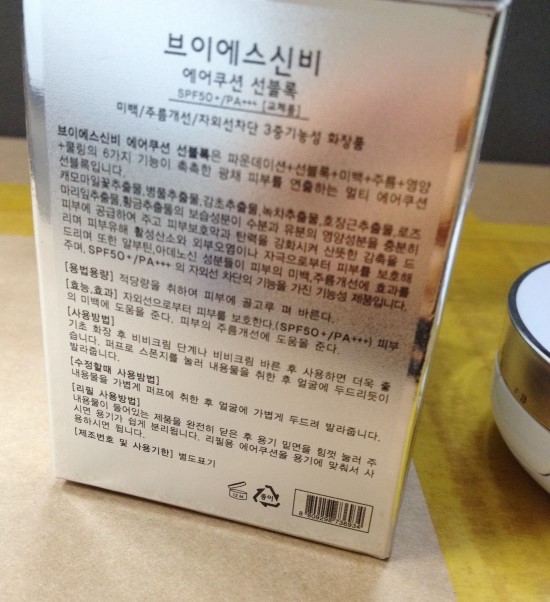 브이에스신비
에어쿠션 선블록
SPF50+/PA+++ [교체품]
미백/주름개선/자외선차단 3중기능성 화장품
브이에스신비 에어쿠션 선블록은 파운데이션+선블록+미백+주름+영양
+쿨링의 6가지 기능이 촉촉한 광채 피부를 연출하는 멀티 에어쿠션
선블록입니다.
캐모마일꽃추출물,병풀추출물,감초추출물,녹차추출물,호장근추출물,로즈
마리잎추출물,황금추출물의 보습성분이 수분과 유분의 영양성분을 충분히
피부에 공급하여 주고 피부보호막과 탄력을 강화시켜 산뜻한 감촉을 드
리며 피부유해 활성산소와 외부오염이나 자극으로부터 피부를 보호해
드리며 또한 알부틴,아데노신 성분들이 피부의 미백,주름개선에 효과를
주며, SPF50+/PA+++ 의 자외선 차단의 기능을 가진 기능성 제품입니다.
[용법용량] 적당량을 취하여 피부에 골고루 펴 바른다.
[효능,효과] 자외선으로부터 피부를 보호한다.(SPF50+/PA+++) 피부
의 미백에 도움을 준다. 피부의 주름개선에 도움을 준다.
[사용방법]
기초 화장 후 비비크림 단계나 비비크림 바른 후 사용하면 더욱 좋
습니다. 퍼프로 스폰지를 눌러 내용물을 취한 후 얼굴에 두드리듯이
발라줍니다.
[수정할때 사용방법]
내용물을 가볍게 퍼프에 취한 후 얼굴에 가볍게 두드려 발라줍니다.
[리필 사용방법]
내용물이 들어있는 제품을 완전히 닫은 후 용기 밑면을 힘껏 눌러 주
시면 용기가 쉽게 분리됩니다. 리필용 에어쿠션을 용기에 맞춰서 사
용하시면 됩니다.
[제조번호 및 사용기한] 별도표기
12 M
종이